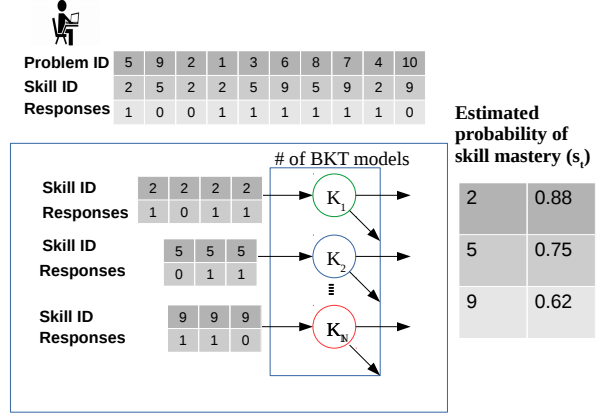 Problem ID 5 9 2 1 3 6 8 7 4 10
Skill ID 2 5 2 2 5 9 5 9 2 9
Responses 1 0 0 1 1 1 1 1 1 0
Estimated
probability of
skill mastery (sₜ)
2 0.88
5 0.75
9 0.62
# of BKT models
Skill ID 2 2 2 2
Responses 1 0 1 1
K₁
Skill ID 5 5 5
Responses 0 1 1
K₂
Skill ID 9 9 9
Responses 1 1 0